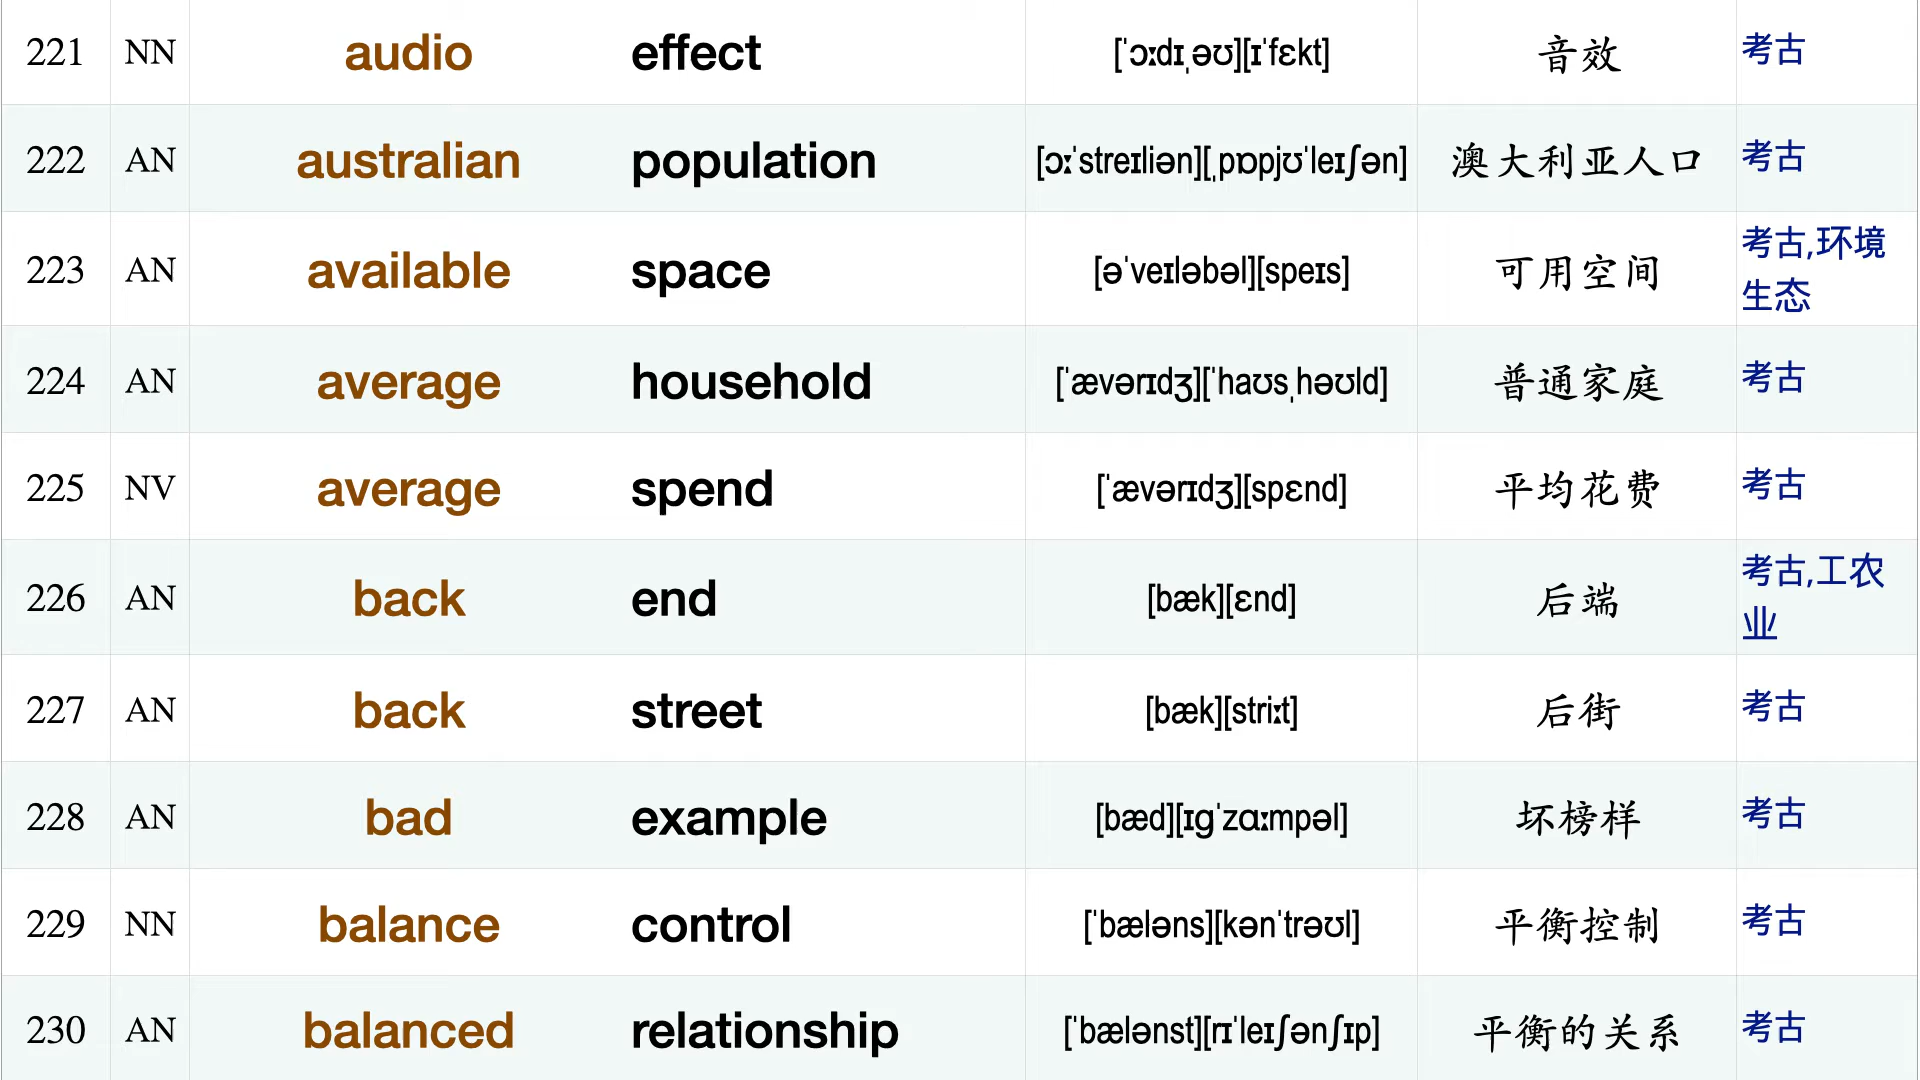 221 NN audio effect [ˈɔːdɪˌəʊ][ɪˈfɛkt] 音效 考古
222 AN australian population [ɔːˈstreɪliən][ˌpɒpjʊˈleɪʃən] 澳大利亚人口 考古
223 AN available space [əˈveɪləbəl][speɪs] 可用空间 考古,环境
生态
224 AN average household [ˈævərɪdʒ][ˈhaʊsˌhəʊld] 普通家庭 考古
225 NV average spend [ˈævərɪdʒ][spɛnd] 平均花费 考古
226 AN back end [bæk][ɛnd] 后端 考古,工农
业
227 AN back street [bæk][striːt] 后街 考古
228 AN bad example [bæd][ɪɡˈzɑːmpəl] 坏榜样 考古
229 NN balance control [ˈbæləns][kənˈtrəʊl] 平衡控制 考古
230 AN balanced relationship [ˈbælənst][rɪˈleɪʃənʃɪp] 平衡的关系 考古